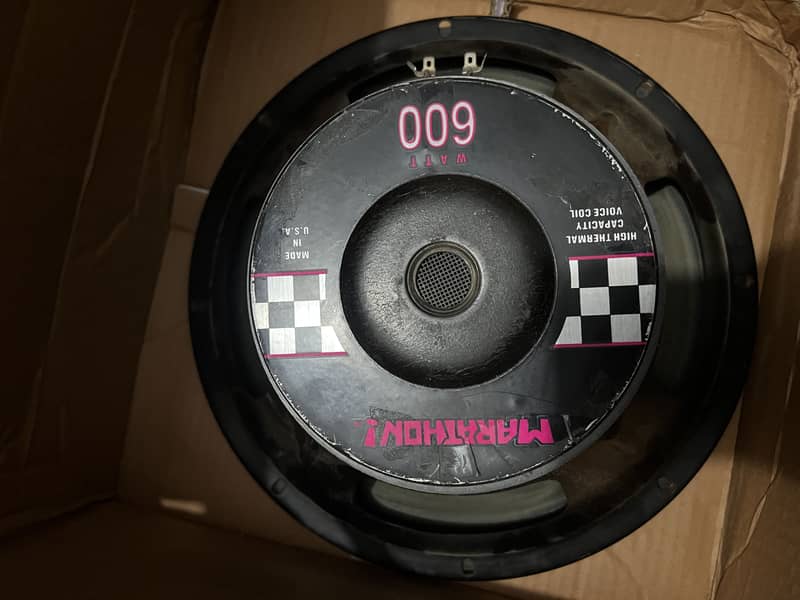 MARATHON!
HIGH THERMAL
CAPACITY
VOICE COIL
MADE
IN
U.S.A.
WATT
600